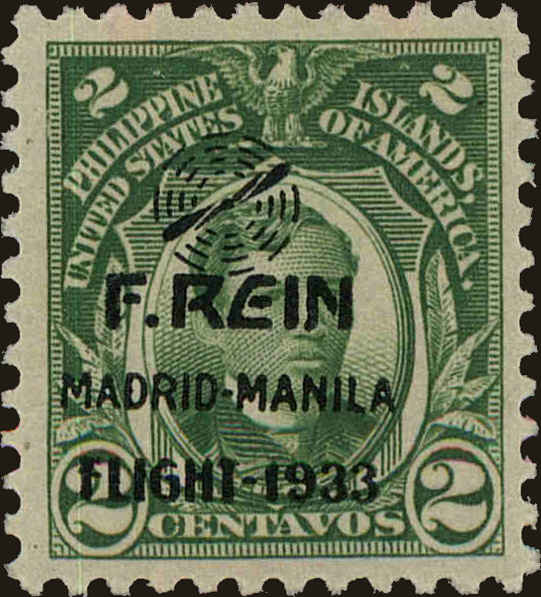 2 2
PHILIPPINE ISLANDS,
UNITED STATES OF AMERICA.
F.REIN
MADRID-MANILA
FLIGHT-1933
2 CENTAVOS 2